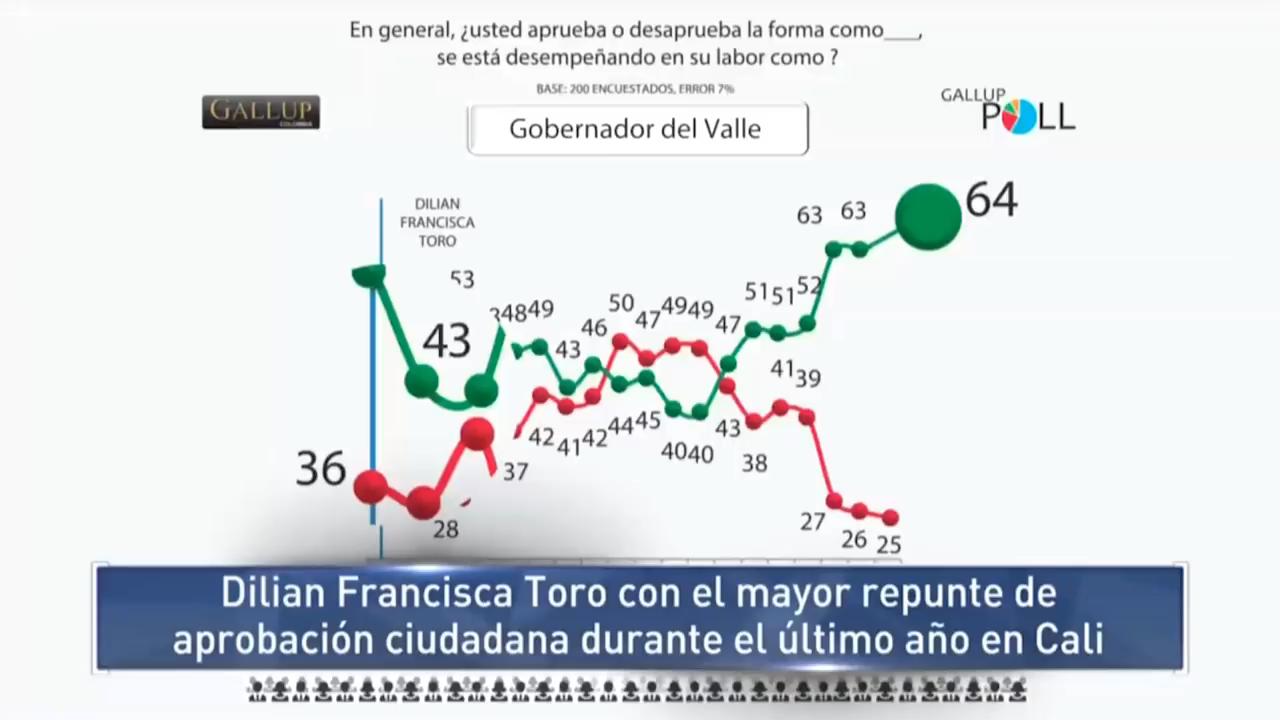 En general, ¿usted aprueba o desaprueba la forma como___,
se está desempeñando en su labor como ?
BASE: 200 ENCUESTADOS, ERROR 7%
GALLUP
COLOMBIA
GALLUP
POLL
Gobernador del Valle
DILIAN
FRANCISCA
TORO
64
63 63
53
51 51 52
50 47 49 49 47
48 49
46
43
43
42 41 42 44 45
40 40
43
38
41 39
36
37
28
27
26 25
Dilian Francisca Toro con el mayor repunte de
aprobación ciudadana durante el último año en Cali